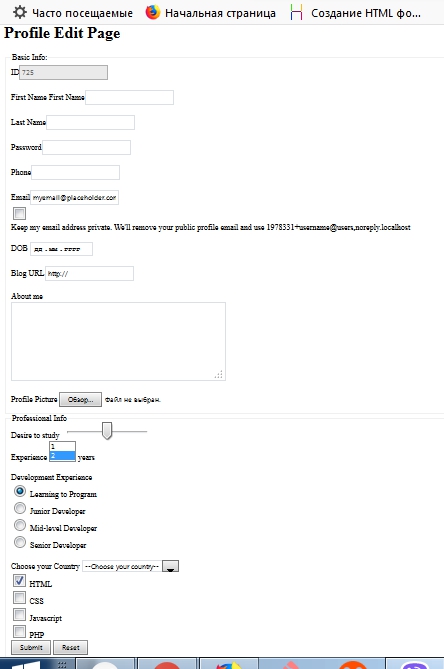 Часто посещаемые Начальная страница Создание HTML фо...
Profile Edit Page
Basic Info:
ID 725
First Name First Name
Last Name
Password
Phone
Email myemail@placeholder.com
Keep my email address private. We'll remove your public profile email and use 1978331+username@users,noreply.localhost
DOB дд.мм.гггг
Blog URL http://
About me
Profile Picture Обзор... Файл не выбран.
Professional Info
Desire to study
1
Experience 2 years
Development Experience
Learning to Program
Junior Developer
Mid-level Developer
Senior Developer
Choose your Country --Choose your country--
HTML
CSS
Javascript
PHP
Submit Reset